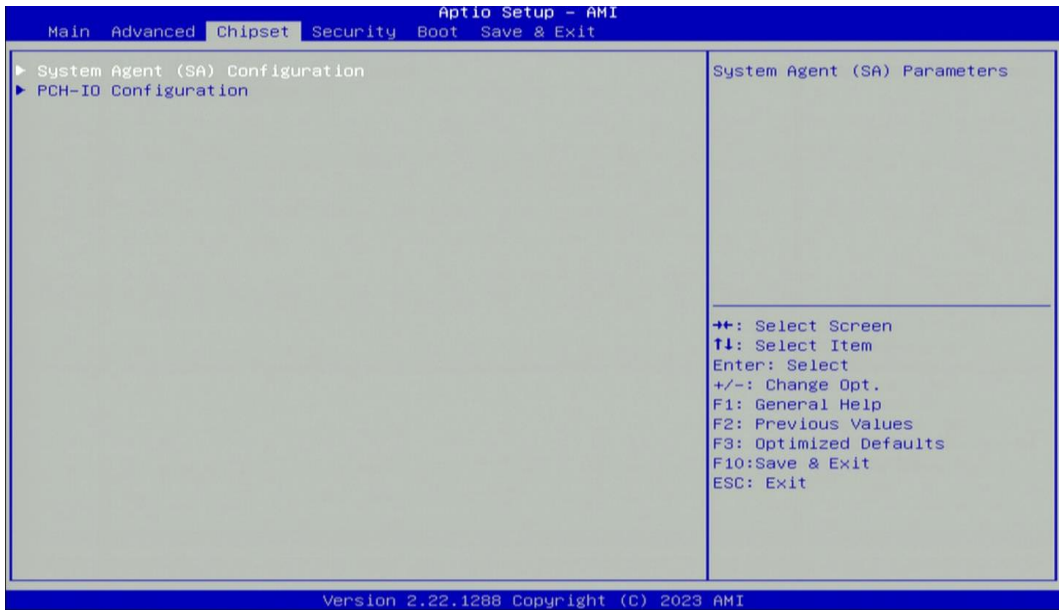 Aptio Setup – AMI
Main Advanced Chipset Security Boot Save & Exit
► System Agent (SA) Configuration
► PCH-IO Configuration
System Agent (SA) Parameters
→←: Select Screen
↑↓: Select Item
Enter: Select
+/-: Change Opt.
F1: General Help
F2: Previous Values
F3: Optimized Defaults
F10:Save & Exit
ESC: Exit
Version 2.22.1288 Copyright (C) 2023 AMI